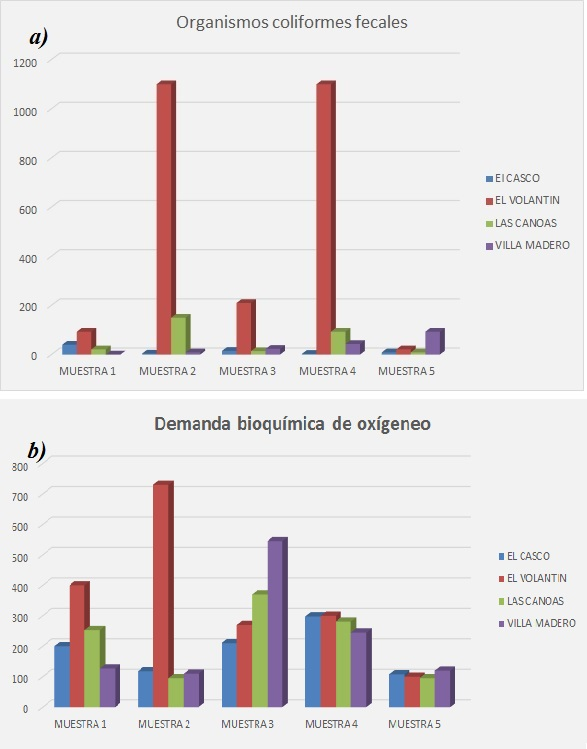 Organismos coliformes fecales
a)
1200
1000
800
600
400
200
0
MUESTRA 1 MUESTRA 2 MUESTRA 3 MUESTRA 4 MUESTRA 5
El CASCO
EL VOLANTIN
LAS CANOAS
VILLA MADERO
Demanda bioquímica de oxígeneo
b)
800
700
600
500
400
300
200
100
0
MUESTRA 1 MUESTRA 2 MUESTRA 3 MUESTRA 4 MUESTRA 5
EL CASCO
EL VOLANTIN
LAS CANOAS
VILLA MADERO